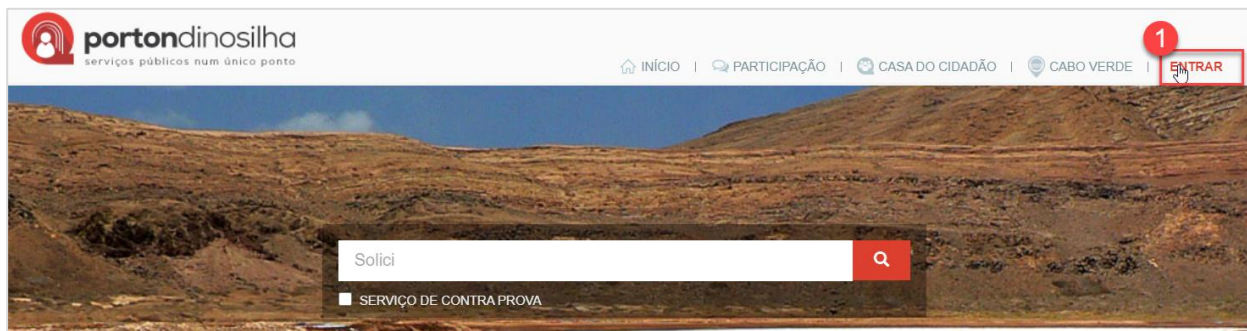 portondinosilha
serviços públicos num único ponto
1
INÍCIO | PARTICIPAÇÃO | CASA DO CIDADÃO | CABO VERDE | ENTRAR
Solici
SERVIÇO DE CONTRA PROVA